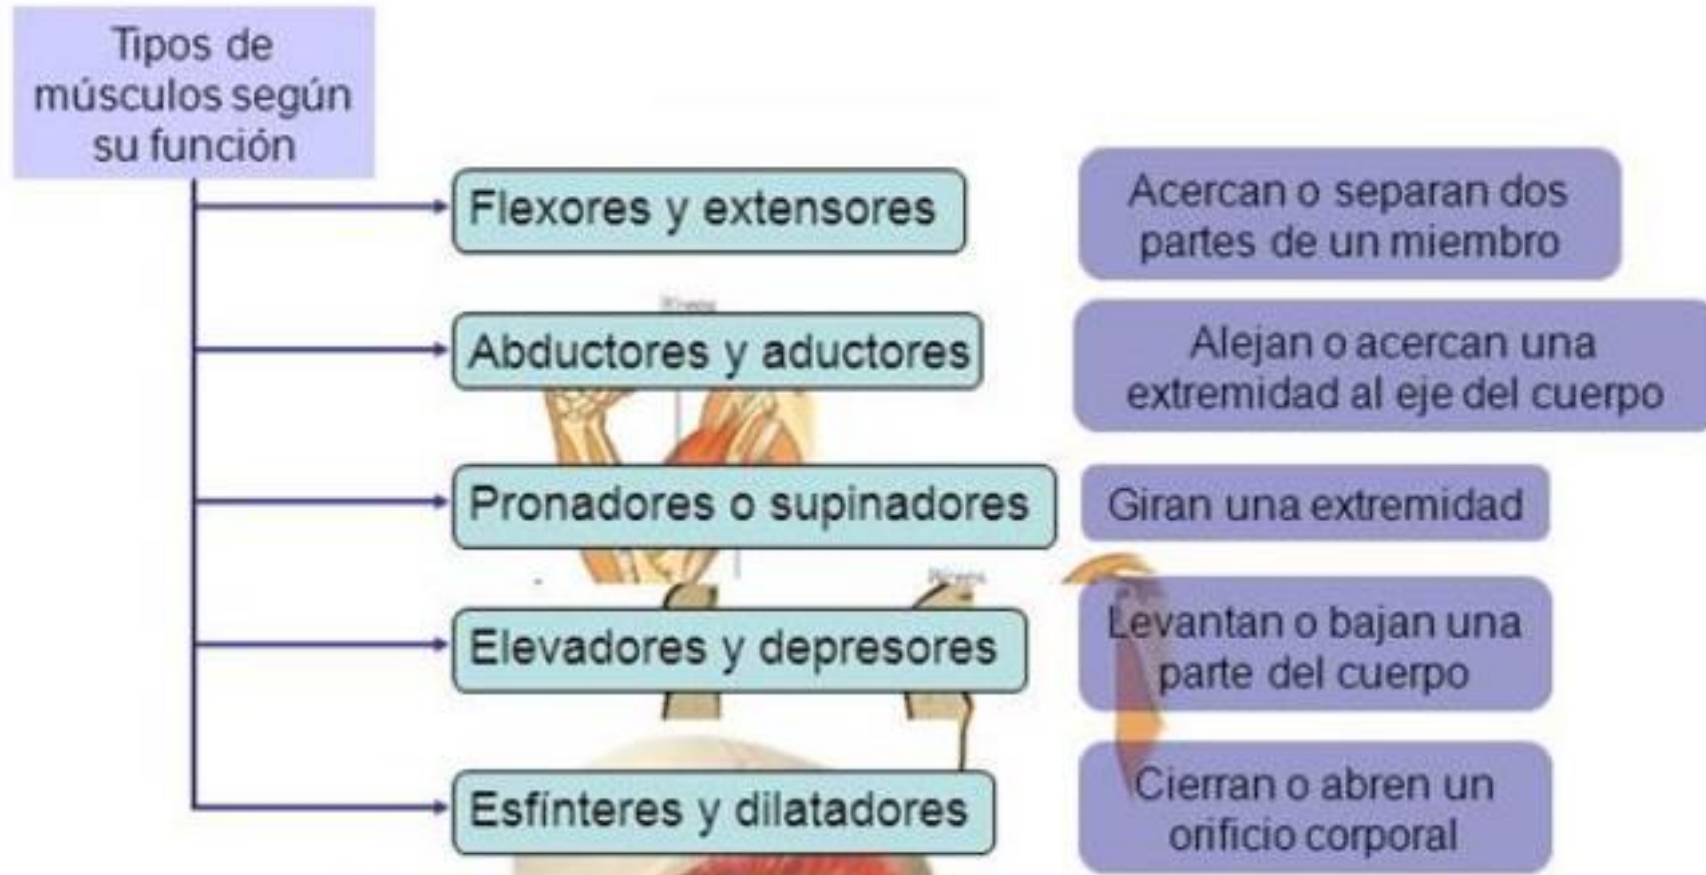 Tipos de
músculos según
su función
Flexores y extensores
Acercan o separan dos
partes de un miembro
Abductores y aductores
Alejan o acercan una
extremidad al eje del cuerpo
Pronadores o supinadores
Giran una extremidad
Elevadores y depresores
Levantan o bajan una
parte del cuerpo
Esfínteres y dilatadores
Cierran o abren un
orificio corporal